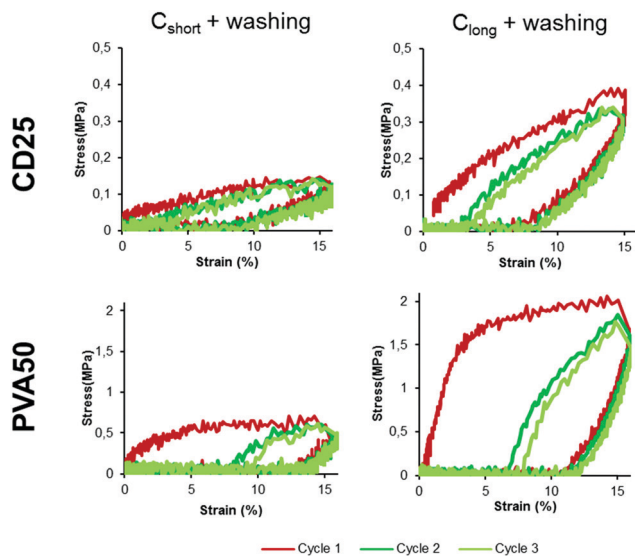 C_short + washing
C_long + washing
CD25
Stress(MPa)
0,5
0,4
0,3
0,2
0,1
0
0
5
10
15
Strain (%)
Stress(MPa)
0,5
0,4
0,3
0,2
0,1
0
0
5
10
15
Strain (%)
PVA50
Stress(MPa)
2
1,5
1
0,5
0
0
5
10
15
Strain (%)
Stress(MPa)
2
1,5
1
0,5
0
0
5
10
15
Strain (%)
Cycle 1
Cycle 2
Cycle 3